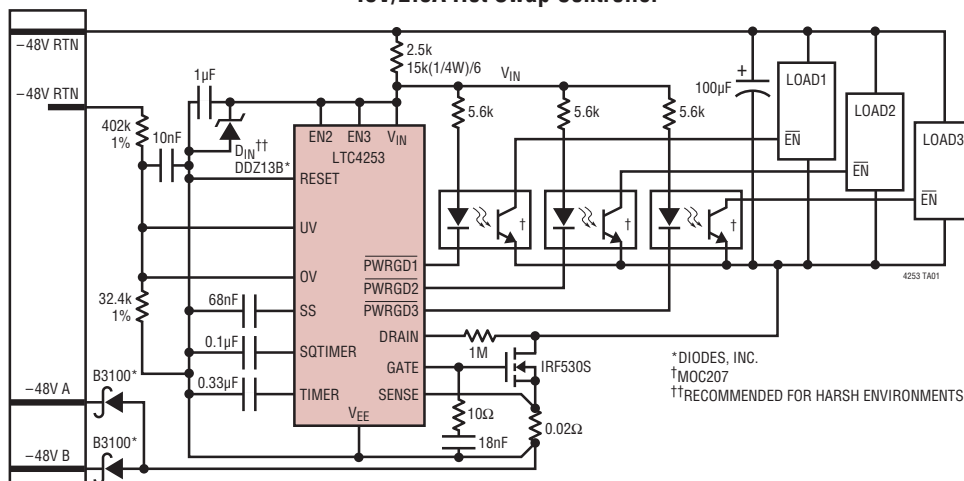 –48V/2.5A Hot Swap Controller
–48V RTN
2.5k
15k(1/4W)/6
LOAD1
1µF
VIN
–48V RTN
+
100µF
LOAD2
5.6k
5.6k
5.6k
402k
1%
10nF
EN2
EN3
VIN
LTC4253
DIN††
DDZ13B*
EN
LOAD3
RESET
EN
EN
†
†
†
UV
PWRGD1
4253 TA01
OV
PWRGD2
32.4k
1%
68nF
SS
PWRGD3
DRAIN
1M
0.1µF
SQTIMER
GATE
IRF530S
*DIODES, INC.
†MOC207
††RECOMMENDED FOR HARSH ENVIRONMENTS
0.33µF
TIMER
SENSE
–48V A
B3100*
VEE
10Ω
0.02Ω
18nF
B3100*
–48V B